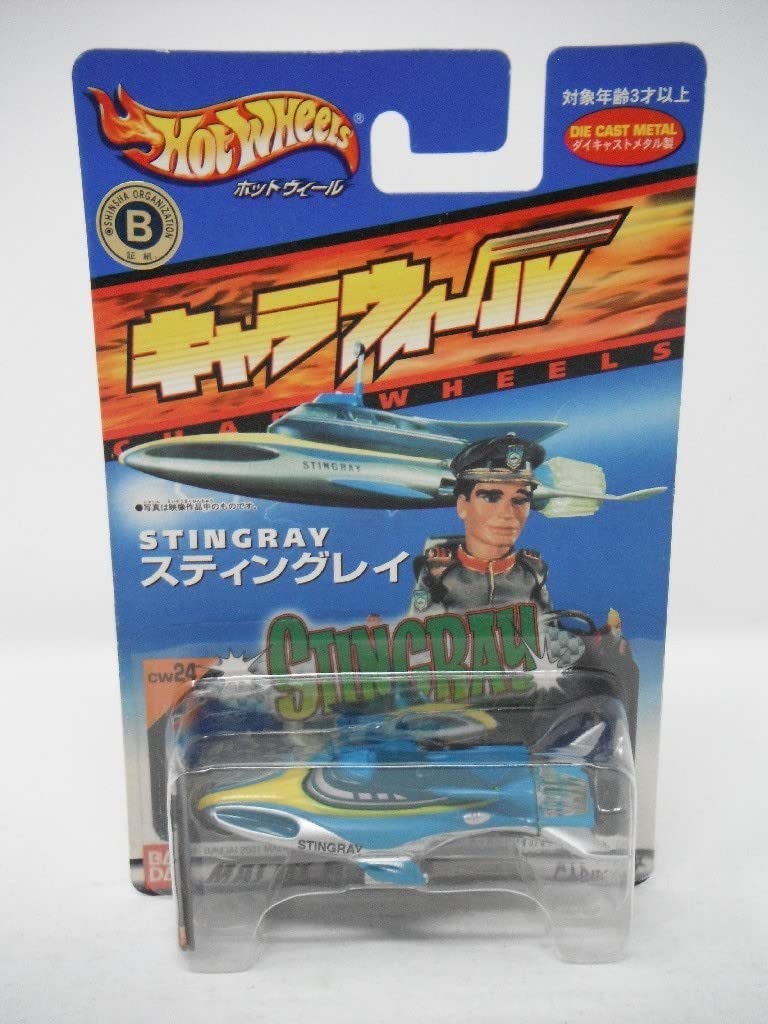 HOT WHEELS®
ホットウィール
対象年齢3才以上
DIE CAST METAL
ダイキャストメタル製
©SHINSHA ORGANIZATION
B
証紙
キャラウィール
WHEELS
STINGRAY
●写真は映像作品中のものです。
STINGRAY
スティングレイ
STINGRAY
CW24
STINGRAY